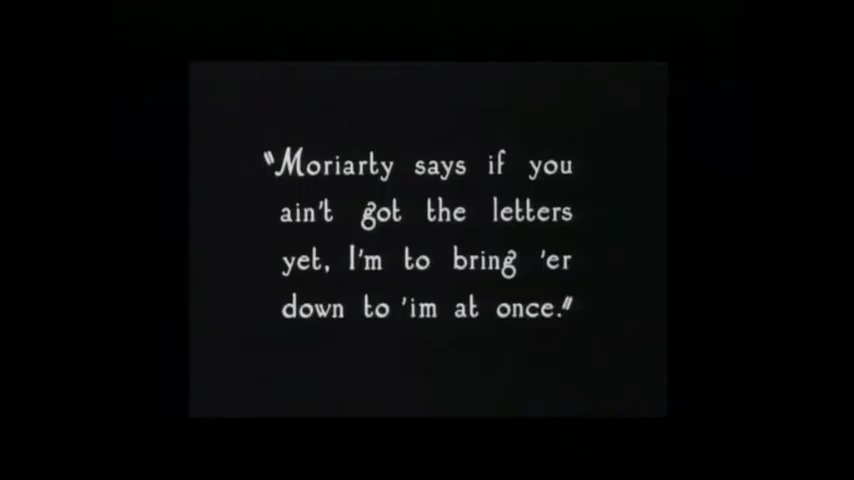 "Moriarty says if you
ain't got the letters
yet, I'm to bring 'er
down to 'im at once."